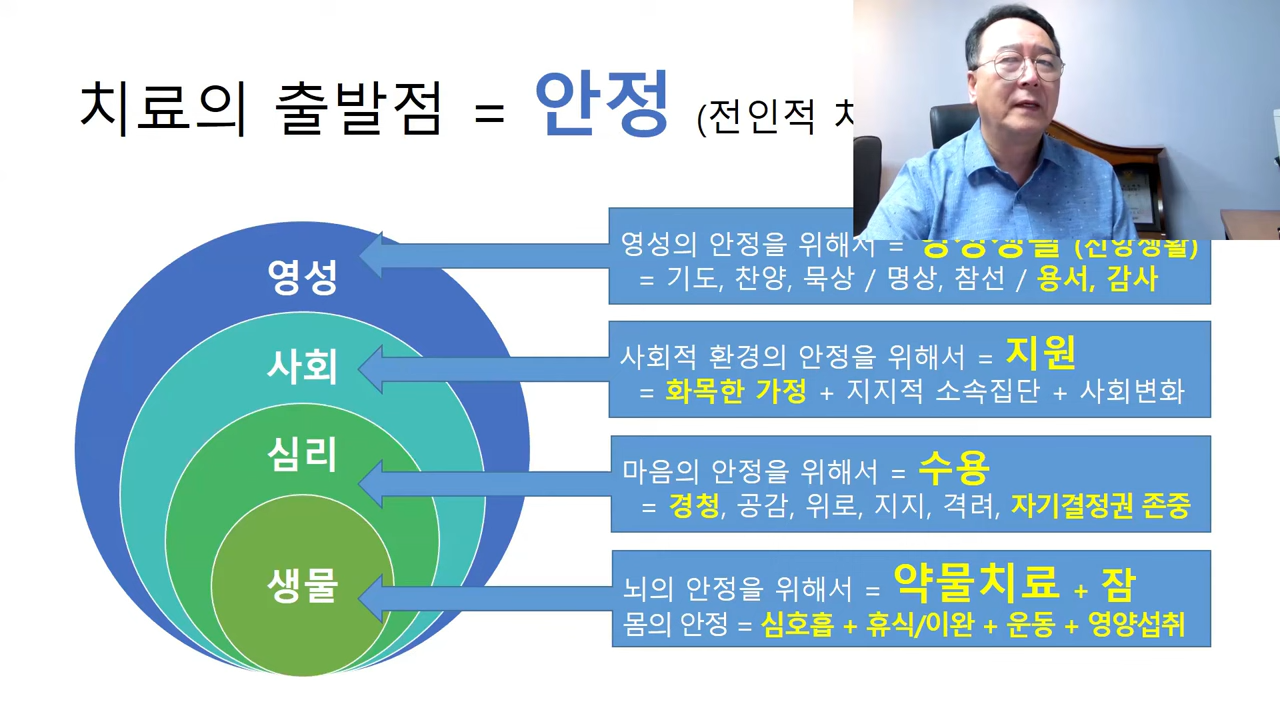 치료의 출발점 = 안정 (전인적
영성
사회
심리
생물
영성의 안정을 위해서 = (신앙생활)
= 기도, 찬양, 묵상 / 명상, 참선 / 용서, 감사
사회적 환경의 안정을 위해서 = 지원
= 화목한 가정 + 지지적 소속집단 + 사회변화
마음의 안정을 위해서 = 수용
= 경청, 공감, 위로, 지지, 격려, 자기결정권 존중
뇌의 안정을 위해서 = 약물치료 + 잠
몸의 안정 = 심호흡 + 휴식/이완 + 운동 + 영양섭취